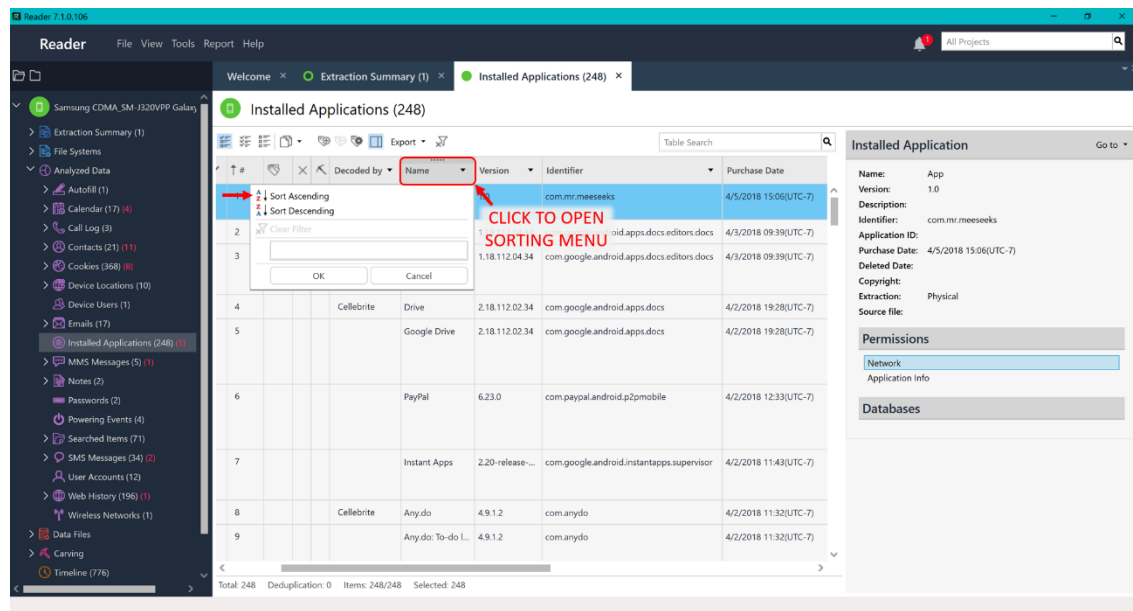 Reader 7.1.0.106
Reader File View Tools Report Help
1
All Projects
Welcome × Extraction Summary (1) × Installed Applications (248) ×
Samsung CDMA_SM-J320VPP Galaxy
Extraction Summary (1)
File Systems
Analyzed Data
Autofill (1)
Calendar (17) (4)
Call Log (3)
Contacts (21) (11)
Cookies (368) (8)
Device Locations (10)
Device Users (1)
Emails (17)
Installed Applications (248) (1)
MMS Messages (5) (1)
Notes (2)
Passwords (2)
Powering Events (4)
Searched Items (71)
SMS Messages (34) (2)
User Accounts (12)
Web History (196) (1)
Wireless Networks (1)
Data Files
Carving
Timeline (776)
Installed Applications (248)
Export Table Search
# Decoded by Name Version Identifier Purchase Date
com.mr.meeseeks 4/5/2018 15:06(UTC-7)
2 .apps.docs.editors.docs 4/3/2018 09:39(UTC-7)
3 1.18.112.04.34 com.google.android.apps.docs.editors.docs 4/3/2018 09:39(UTC-7)
4 Cellebrite Drive 2.18.112.02.34 com.google.android.apps.docs 4/2/2018 19:28(UTC-7)
5 Google Drive 2.18.112.02.34 com.google.android.apps.docs 4/2/2018 19:28(UTC-7)
6 PayPal 6.23.0 com.paypal.android.p2pmobile 4/2/2018 12:33(UTC-7)
7 Instant Apps 2.20-release-... com.google.android.instantapps.supervisor 4/2/2018 11:43(UTC-7)
8 Cellebrite Any.do 4.9.1.2 com.anydo 4/2/2018 11:32(UTC-7)
9 Any.do: To-do l... 4.9.1.2 com.anydo 4/2/2018 11:32(UTC-7)
Sort Ascending
Sort Descending
Clear Filter
OK Cancel
CLICK TO OPEN
SORTING MENU
Total: 248 Deduplication: 0 Items: 248/248 Selected: 248
Installed Application Go to
Name: App
Version: 1.0
Description:
Identifier: com.mr.meeseeks
Application ID:
Purchase Date: 4/5/2018 15:06(UTC-7)
Deleted Date:
Copyright:
Extraction: Physical
Source file:
Permissions
Network
Application Info
Databases